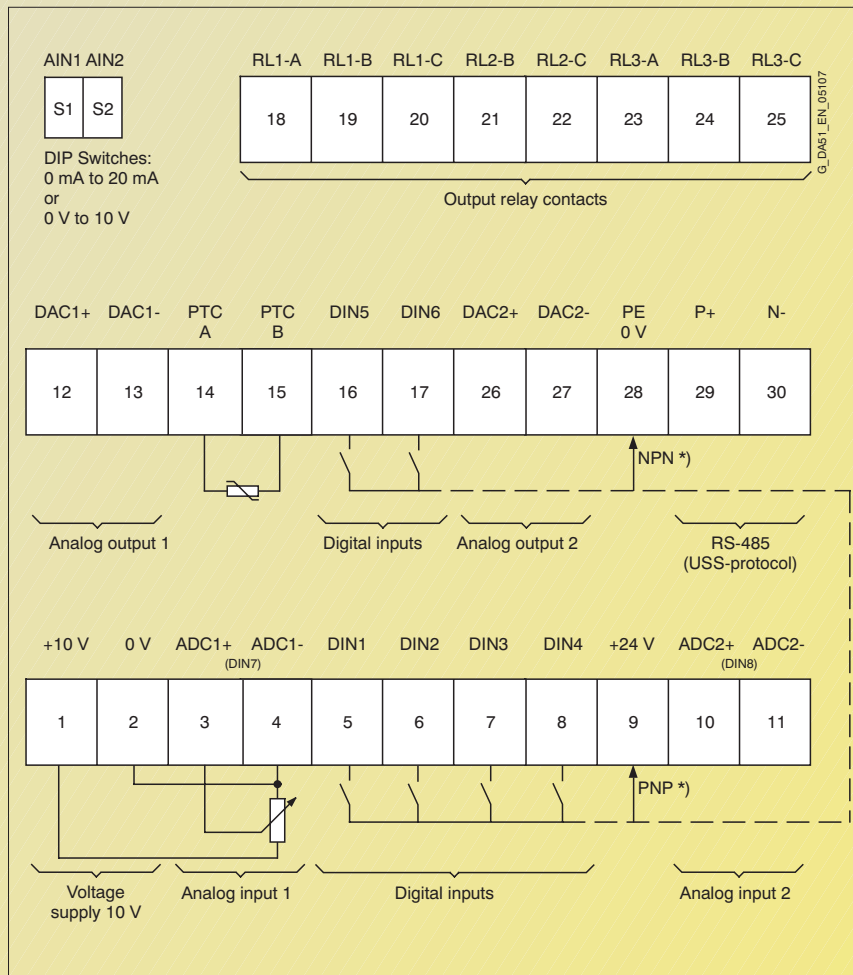 AIN1 AIN2
S1 S2
DIP Switches:
0 mA to 20 mA
or
0 V to 10 V
RL1-A RL1-B RL1-C RL2-B RL2-C RL3-A RL3-B RL3-C
18 19 20 21 22 23 24 25
Output relay contacts
G_DA51_EN_05107
DAC1+ DAC1- PTC A PTC B DIN5 DIN6 DAC2+ DAC2- PE 0 V P+ N-
12 13 14 15 16 17 26 27 28 29 30
NPN *)
Analog output 1
Digital inputs
Analog output 2
RS-485
(USS-protocol)
+10 V 0 V ADC1+ ADC1- DIN1 DIN2 DIN3 DIN4 +24 V ADC2+ ADC2-
(DIN7) (DIN8)
1 2 3 4 5 6 7 8 9 10 11
PNP *)
Voltage
supply 10 V
Analog input 1
Digital inputs
Analog input 2